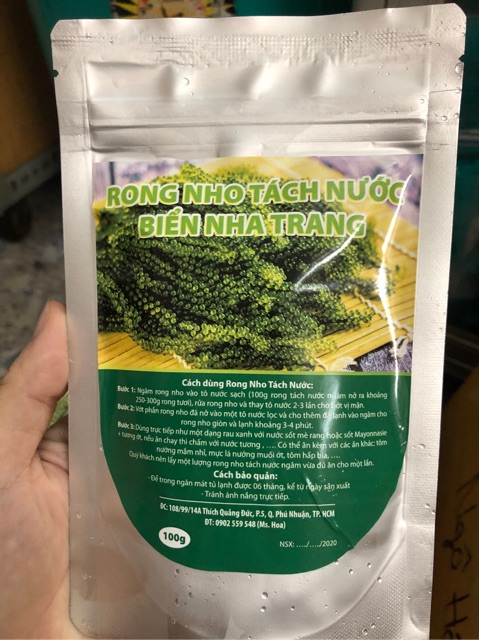 RONG NHO TÁCH NƯỚC
BIỂN NHA TRANG
Cách dùng Rong Nho Tách Nước:
Bước 1: Ngâm rong nho vào tô nước sạch (100g rong tách nước ngâm nở ra khoảng
250-300g rong tươi), rửa rong nho và thay tô nước 2-3 lần cho bớt vị mặn.
Bước 2: Vớt phần rong nho đã nở vào một tô nước lọc và cho thêm đá lạnh vào ngâm cho
rong nho giòn và lạnh khoảng 3-4 phút.
Bước 3: Dùng trực tiếp như một dạng rau xanh với nước sốt mè rang hoặc sốt Mayonnasie
+ tương ớt, nếu ăn chay thì chấm với nước tương , .... Có thể ăn kèm với các ăn khác tôm
nướng mắm nhỉ, mực lá nướng muối ớt, tôm hấp bia, ....
Quý khách nên lấy một lượng rong nho tách nước ngâm vừa đủ ăn cho một lần.
Cách bảo quản:
- Để trong ngăn mát tủ lạnh được 06 tháng, kể từ ngày sản xuất
- Tránh ánh nắng trực tiếp.
ĐC: 108/99/14A Thích Quảng Đức, P.5, Q. Phú Nhuận, TP. HCM
ĐT: 0902 559 548 (Ms. Hoa)
100g
NSX: ..../..../2020